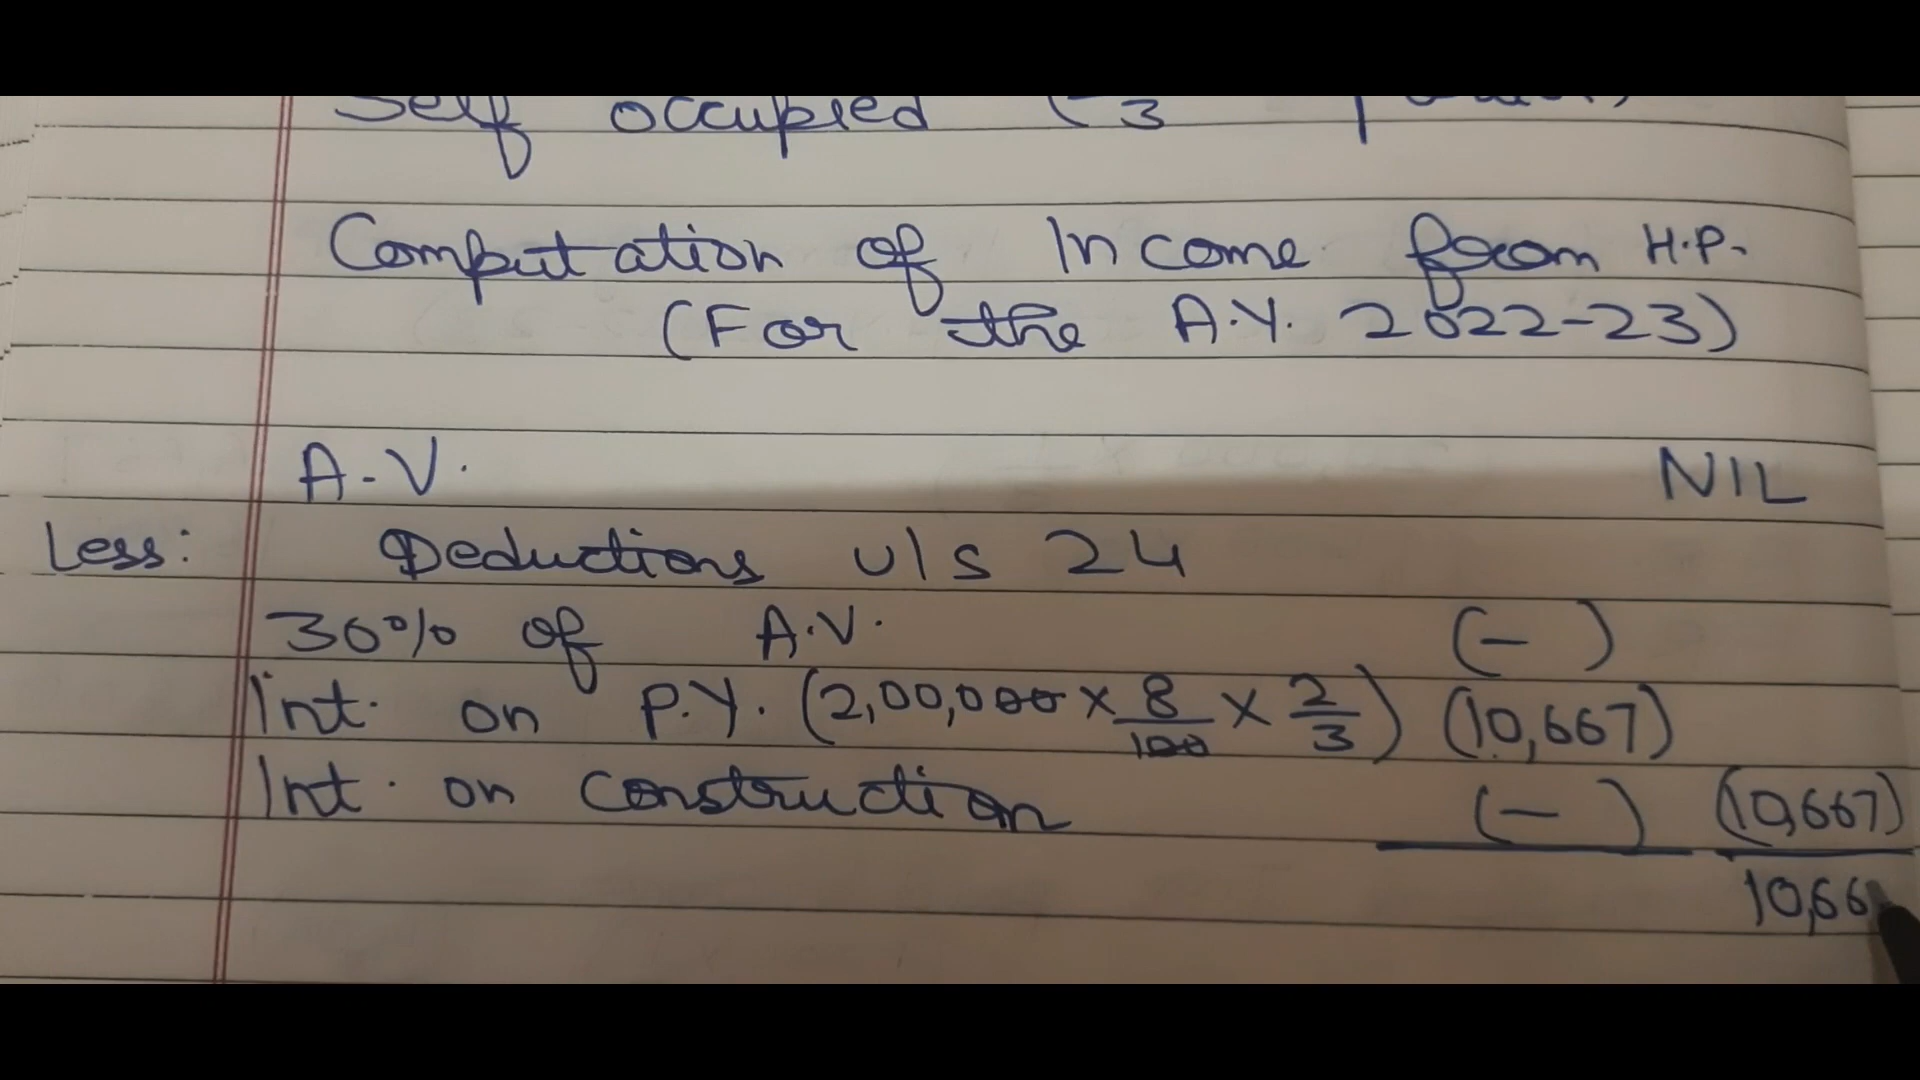 Self occupied ( 3
Computation of Income from H.P.
(For the A.Y. 2022-23)
A.V. NIL
Less: Deductions u/s 24
30% of A.V. (-)
Int. on P.Y. (2,00,000 × 8/100 × 2/3) (10,667)
Int. on construction (-) (10,667)
10,66